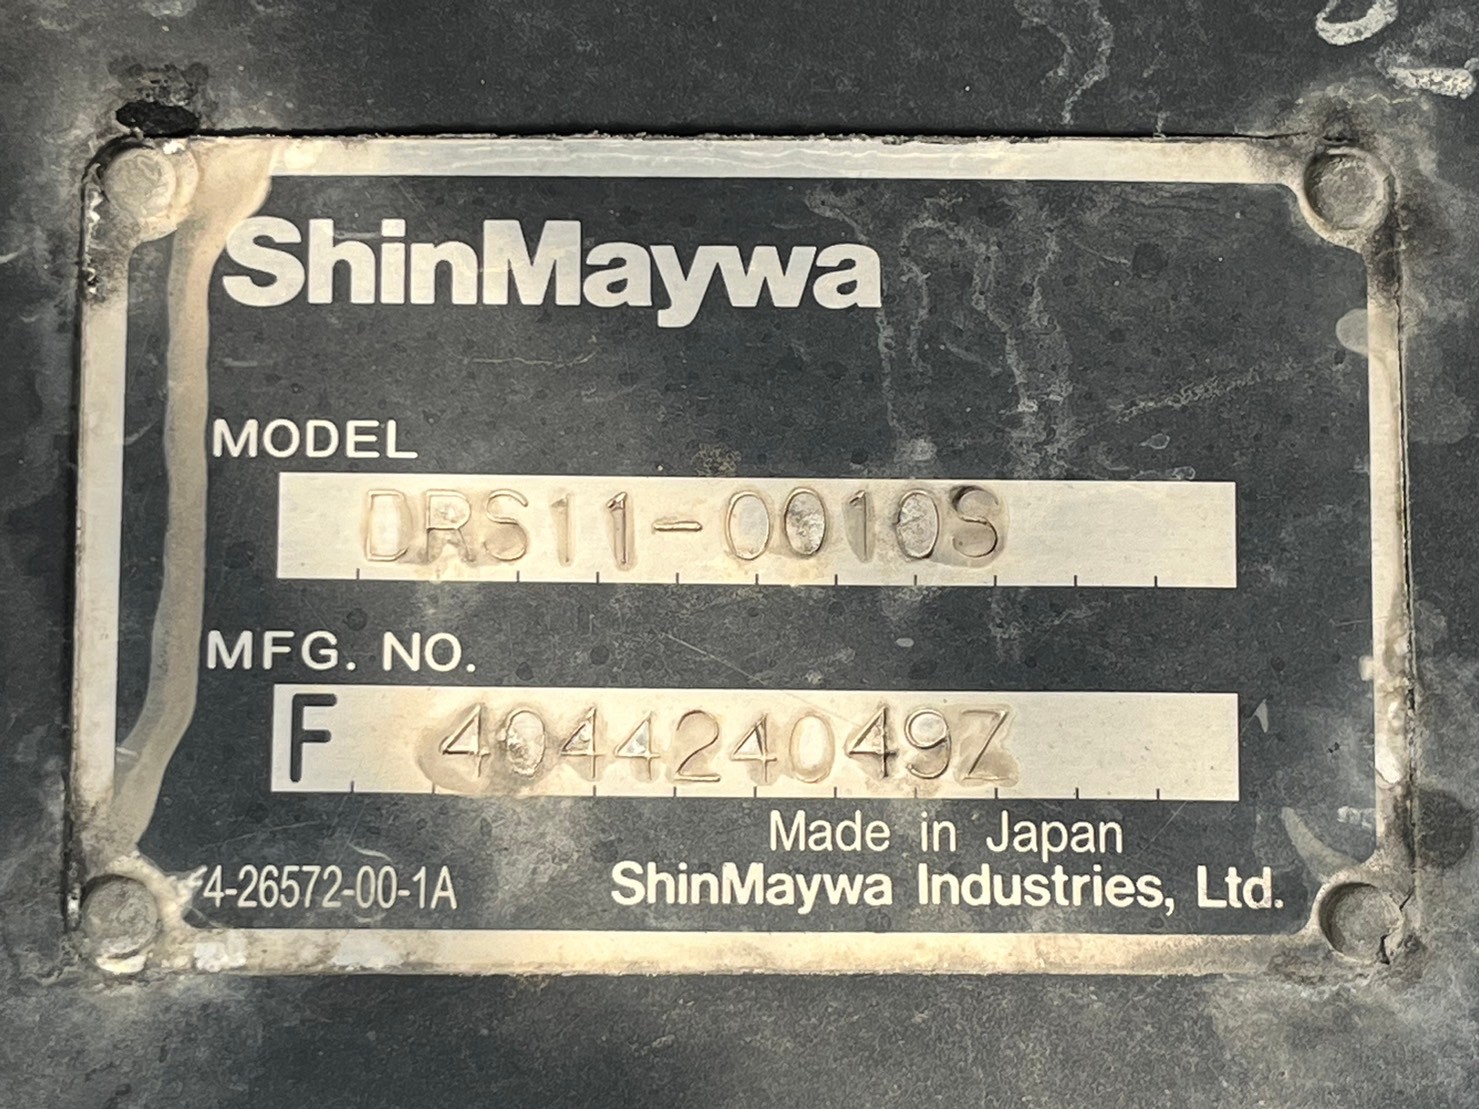 ShinMaywa
MODEL
DRS11-0010S
MFG. NO.
F 404424049Z
Made in Japan
4-26572-00-1A
ShinMaywa Industries, Ltd.